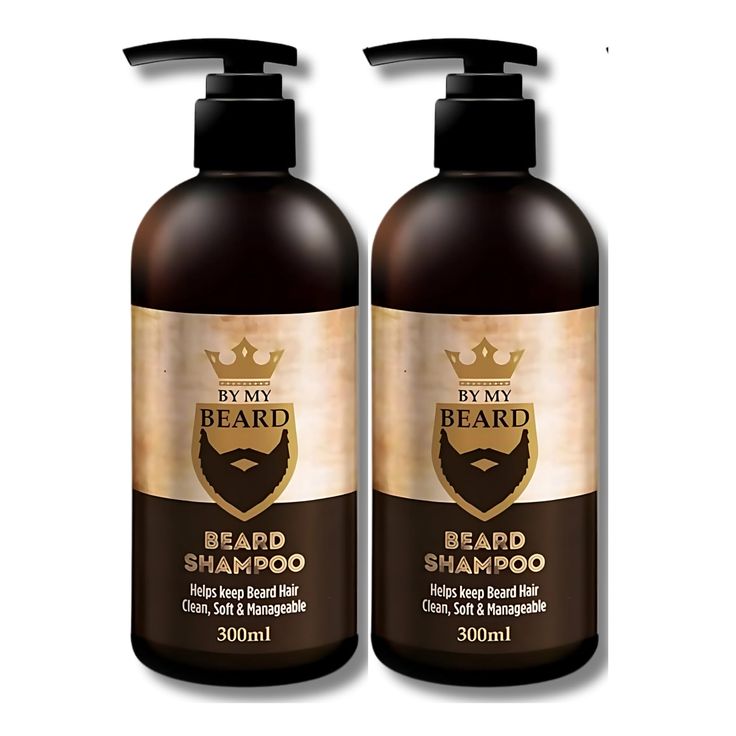 BY MY
BEARD
BEARD
SHAMPOO
Helps keep Beard Hair
Clean, Soft & Manageable
300ml
BY MY
BEARD
BEARD
SHAMPOO
Helps keep Beard Hair
Clean, Soft & Manageable
300ml